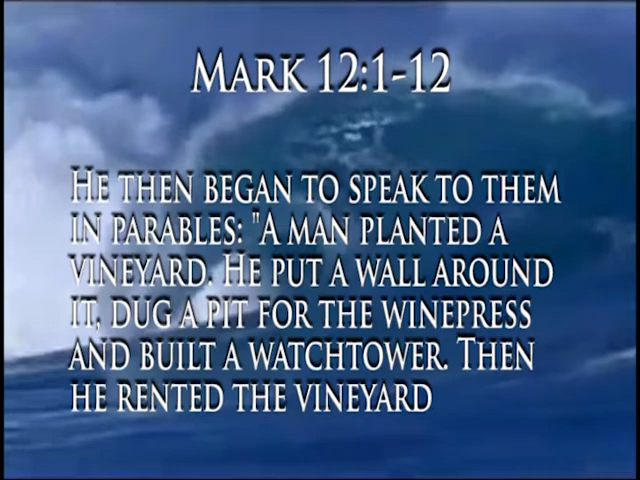 Mark 12:1-12
He then began to speak to them
in parables: "A man planted a
vineyard. He put a wall around
it, dug a pit for the winepress
and built a watchtower. Then
he rented the vineyard